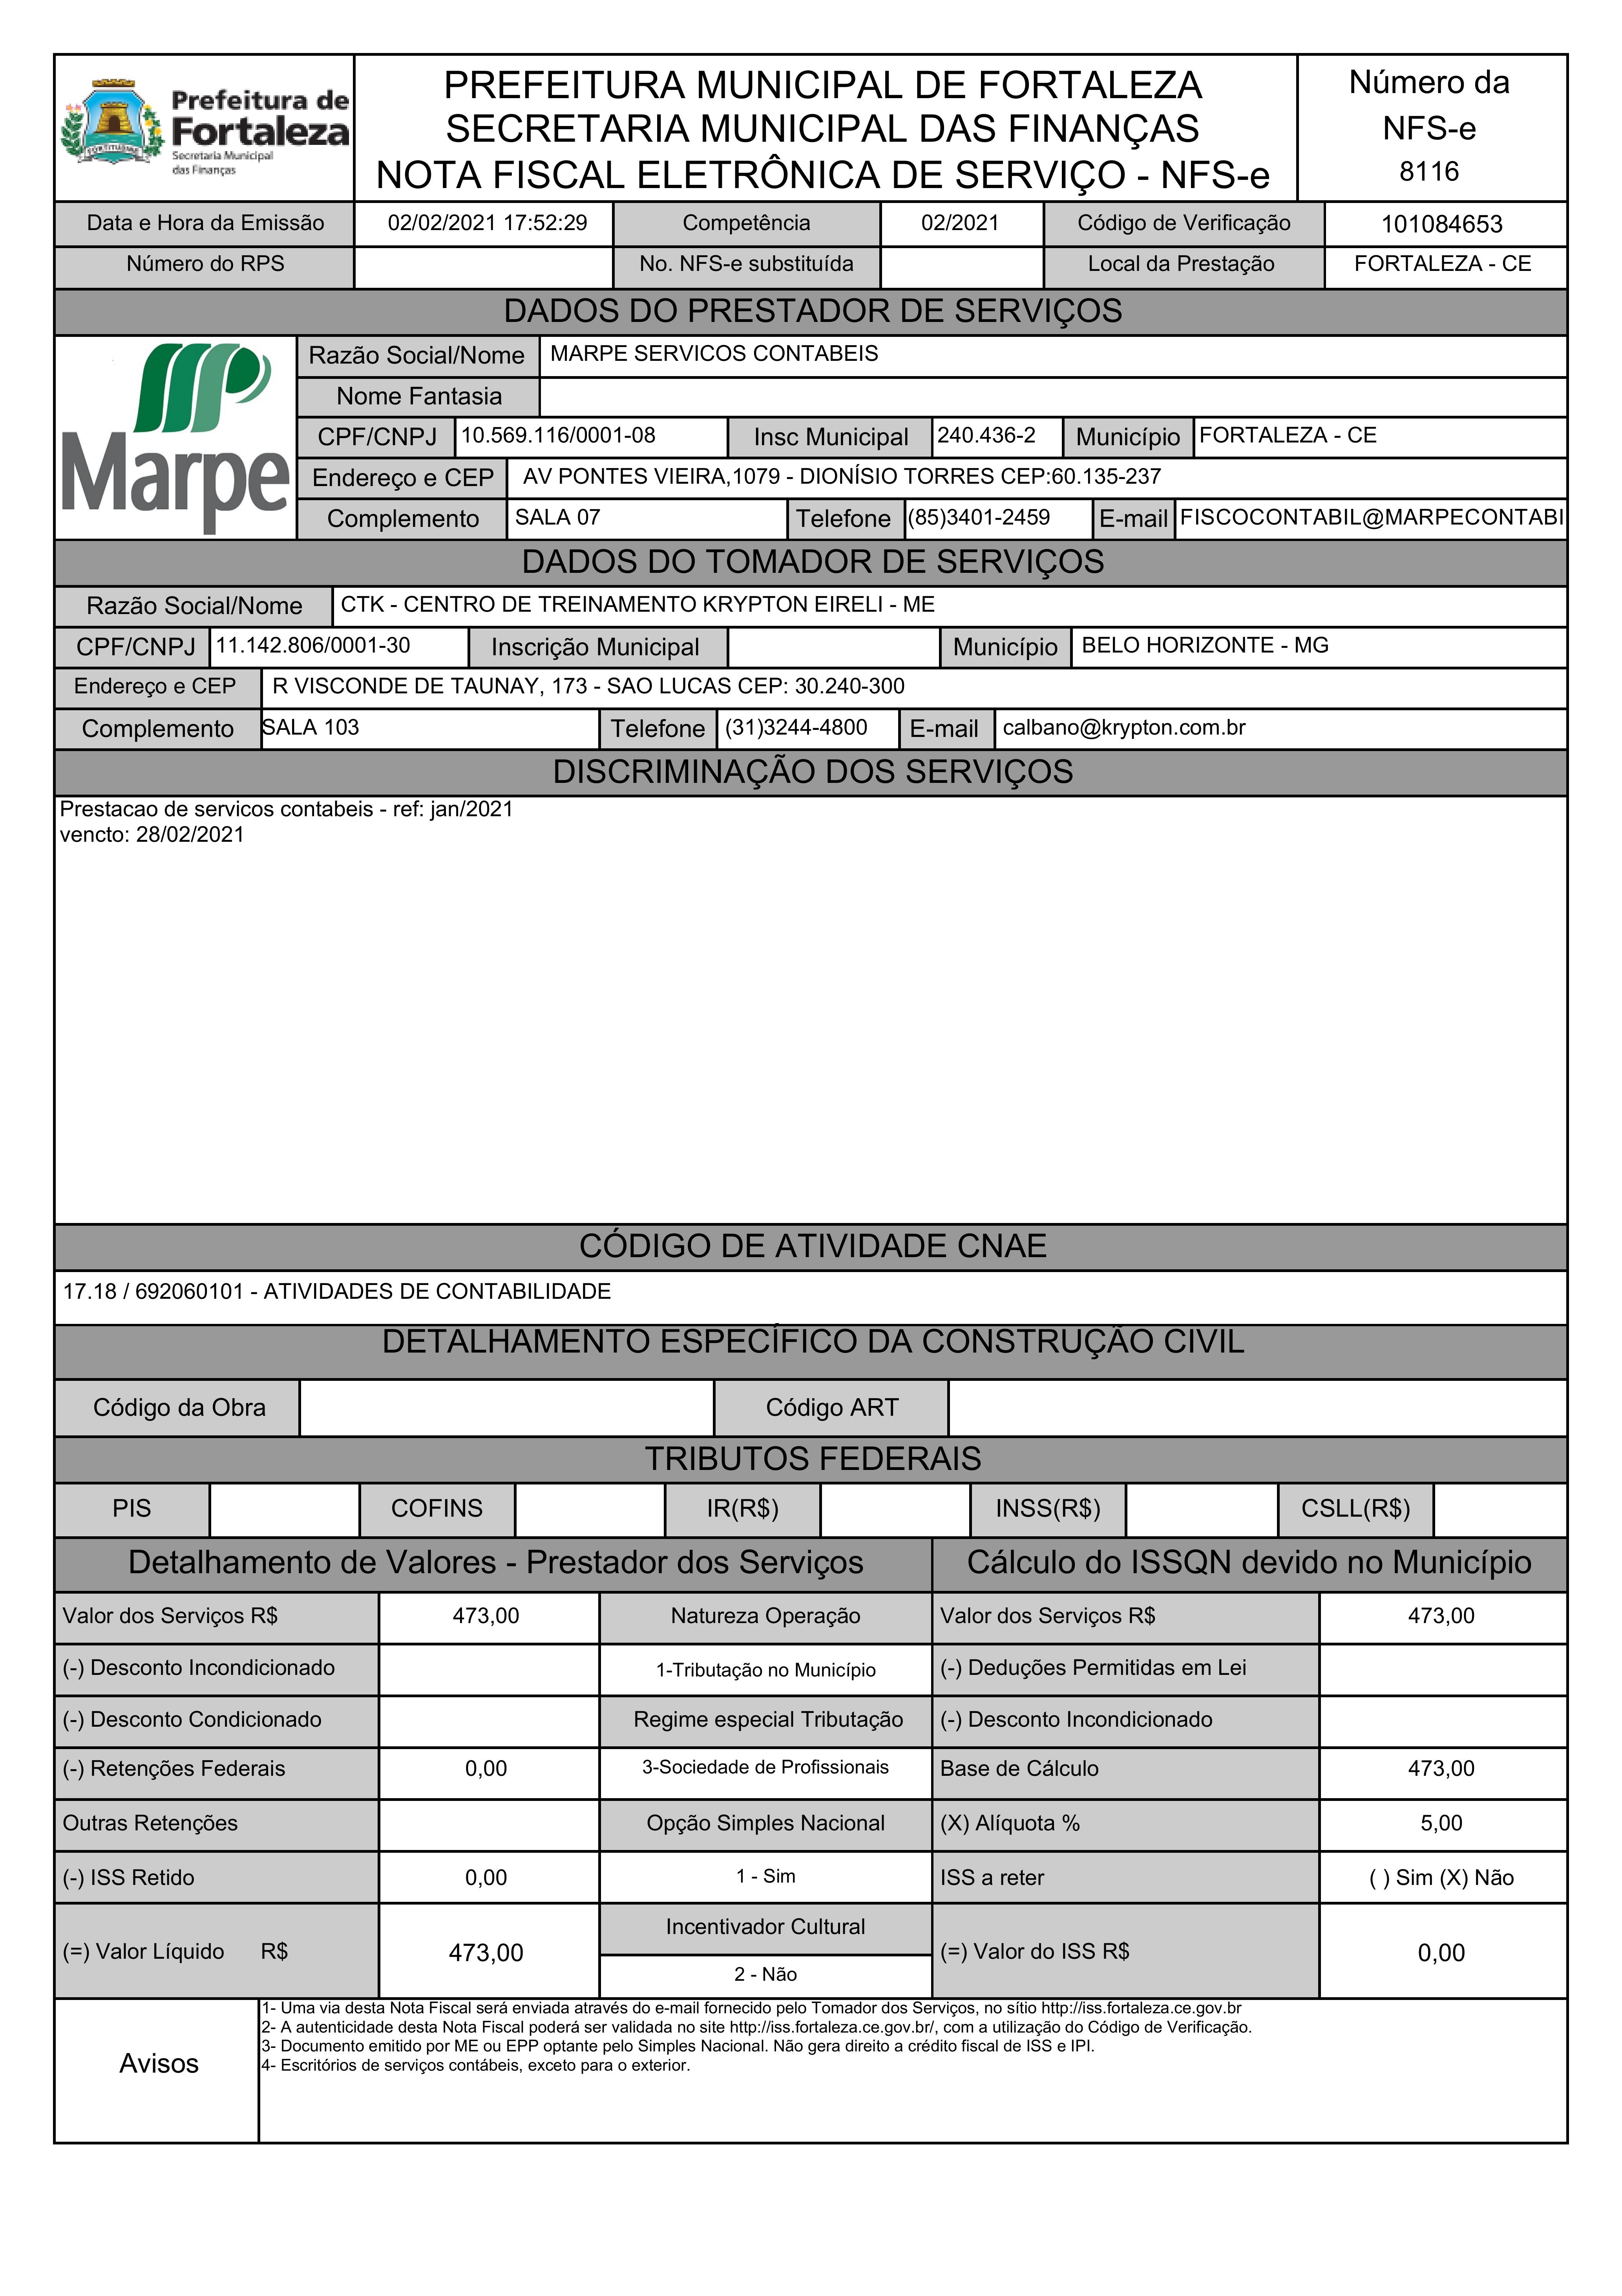 Prefeitura de
Fortaleza
Secretaria Municipal
das Finanças
PREFEITURA MUNICIPAL DE FORTALEZA
SECRETARIA MUNICIPAL DAS FINANÇAS
NOTA FISCAL ELETRÔNICA DE SERVIÇO - NFS-e
Número da
NFS-e
8116
Data e Hora da Emissão 02/02/2021 17:52:29 Competência 02/2021 Código de Verificação 101084653
Número do RPS No. NFS-e substituída Local da Prestação FORTALEZA - CE
DADOS DO PRESTADOR DE SERVIÇOS
Marpe
Razão Social/Nome MARPE SERVICOS CONTABEIS
Nome Fantasia
CPF/CNPJ 10.569.116/0001-08 Insc Municipal 240.436-2 Município FORTALEZA - CE
Endereço e CEP AV PONTES VIEIRA,1079 - DIONÍSIO TORRES CEP:60.135-237
Complemento SALA 07 Telefone (85)3401-2459 E-mail FISCOCONTABIL@MARPECONTABI
DADOS DO TOMADOR DE SERVIÇOS
Razão Social/Nome CTK - CENTRO DE TREINAMENTO KRYPTON EIRELI - ME
CPF/CNPJ 11.142.806/0001-30 Inscrição Municipal Município BELO HORIZONTE - MG
Endereço e CEP R VISCONDE DE TAUNAY, 173 - SAO LUCAS CEP: 30.240-300
Complemento SALA 103 Telefone (31)3244-4800 E-mail calbano@krypton.com.br
DISCRIMINAÇÃO DOS SERVIÇOS
Prestacao de servicos contabeis - ref: jan/2021
vencto: 28/02/2021
CÓDIGO DE ATIVIDADE CNAE
17.18 / 692060101 - ATIVIDADES DE CONTABILIDADE
DETALHAMENTO ESPECÍFICO DA CONSTRUÇÃO CIVIL
Código da Obra Código ART
TRIBUTOS FEDERAIS
PIS COFINS IR(R$) INSS(R$) CSLL(R$)
Detalhamento de Valores - Prestador dos Serviços Cálculo do ISSQN devido no Município
Valor dos Serviços R$ 473,00 Natureza Operação Valor dos Serviços R$ 473,00
(-) Desconto Incondicionado 1-Tributação no Município (-) Deduções Permitidas em Lei
(-) Desconto Condicionado Regime especial Tributação (-) Desconto Incondicionado
(-) Retenções Federais 0,00 3-Sociedade de Profissionais Base de Cálculo 473,00
Outras Retenções Opção Simples Nacional (X) Alíquota % 5,00
(-) ISS Retido 0,00 1 - Sim ISS a reter ( ) Sim (X) Não
Incentivador Cultural
(=) Valor Líquido R$ 473,00 (=) Valor do ISS R$ 0,00
2 - Não
Avisos
1- Uma via desta Nota Fiscal será enviada através do e-mail fornecido pelo Tomador dos Serviços, no sítio http://iss.fortaleza.ce.gov.br
2- A autenticidade desta Nota Fiscal poderá ser validada no site http://iss.fortaleza.ce.gov.br/, com a utilização do Código de Verificação.
3- Documento emitido por ME ou EPP optante pelo Simples Nacional. Não gera direito a crédito fiscal de ISS e IPI.
4- Escritórios de serviços contábeis, exceto para o exterior.